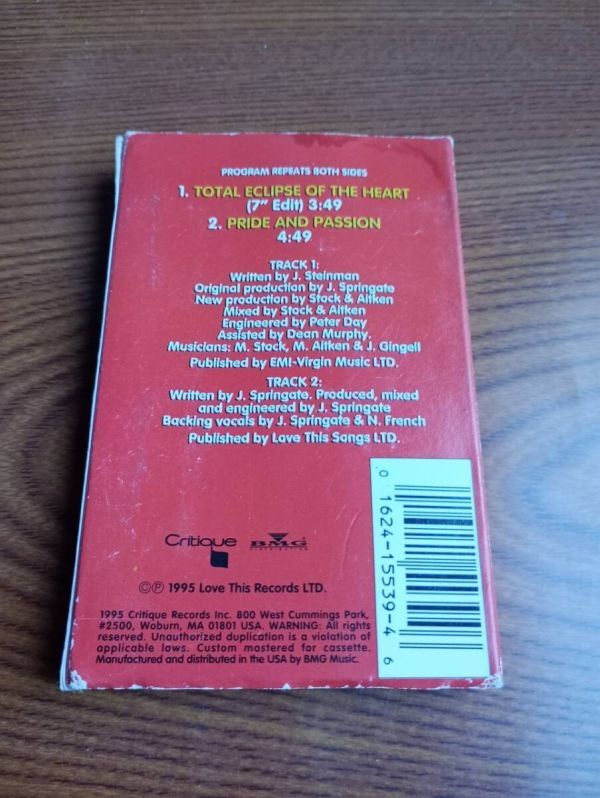 PROGRAM REPEATS BOTH SIDES
1. TOTAL ECLIPSE OF THE HEART
(7" Edit) 3:49
2. PRIDE AND PASSION
4:49
TRACK 1:
Written by J. Steinman
Original production by J. Springate
New production by Stock & Aitken
Mixed by Stock & Aitken
Engineered by Peter Day
Assisted by Dean Murphy,
Musicians: M. Stock, M. Aitken & J. Gingell
Published by EMI-Virgin Music LTD.
TRACK 2:
Written by J. Springate. Produced, mixed
and engineered by J. Springate
Backing vocals by J. Springate & N. French
Published by Love This Songs LTD.
Critique BMG
DISTRIBUTION
©℗ 1995 Love This Records LTD.
1995 Critique Records Inc. 800 West Cummings Park,
#2500, Woburn, MA 01801 USA. WARNING: All rights
reserved. Unauthorized duplication is a violation of
applicable laws. Custom mastered for cassette.
Manufactured and distributed in the USA by BMG Music.
0 1624-15539-4 6